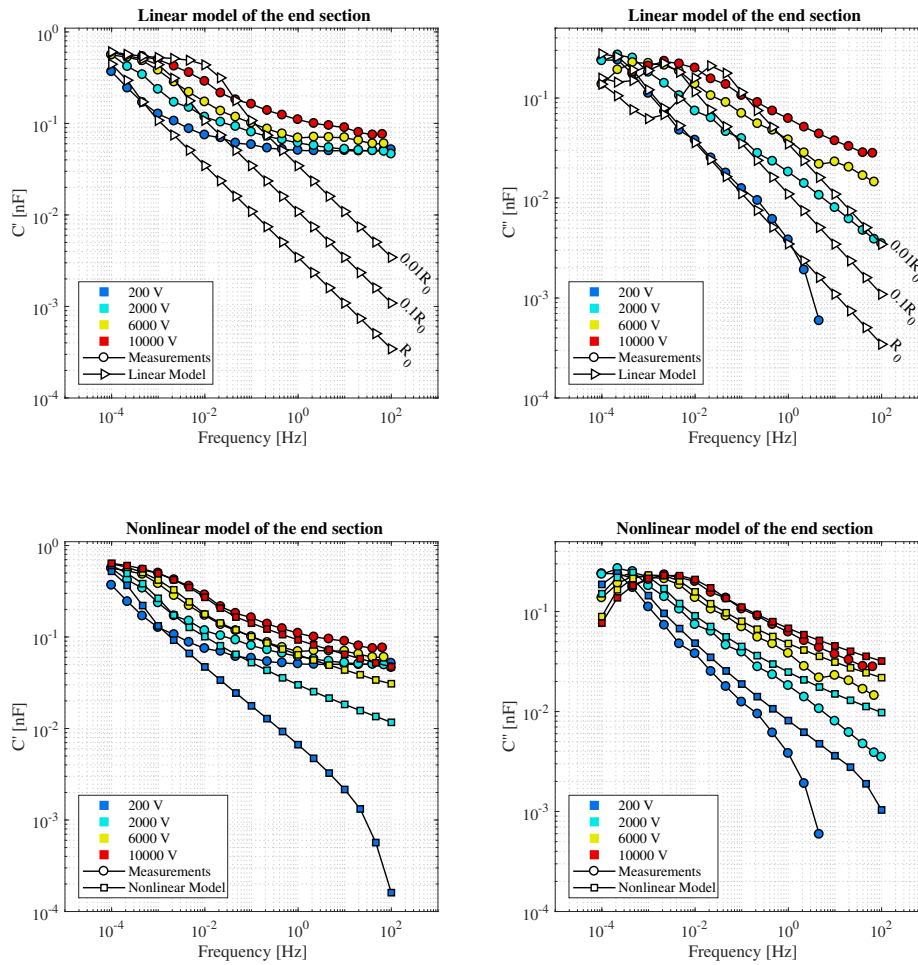 Linear model of the end section
C' [nF]
10^0
10^-1
10^-2
10^-3
10^-4
0.01R_0
0.1R_0
R_0
200 V
2000 V
6000 V
10000 V
Measurements
Linear Model
10^-4
10^-2
10^0
10^2
Frequency [Hz]
Linear model of the end section
C'' [nF]
10^-1
10^-2
10^-3
10^-4
0.01R_0
0.1R_0
R_0
200 V
2000 V
6000 V
10000 V
Measurements
Linear Model
10^-4
10^-2
10^0
10^2
Frequency [Hz]
Nonlinear model of the end section
C' [nF]
10^0
10^-1
10^-2
10^-3
10^-4
200 V
2000 V
6000 V
10000 V
Measurements
Nonlinear Model
10^-4
10^-2
10^0
10^2
Frequency [Hz]
Nonlinear model of the end section
C'' [nF]
10^-1
10^-2
10^-3
10^-4
200 V
2000 V
6000 V
10000 V
Measurements
Nonlinear Model
10^-4
10^-2
10^0
10^2
Frequency [Hz]